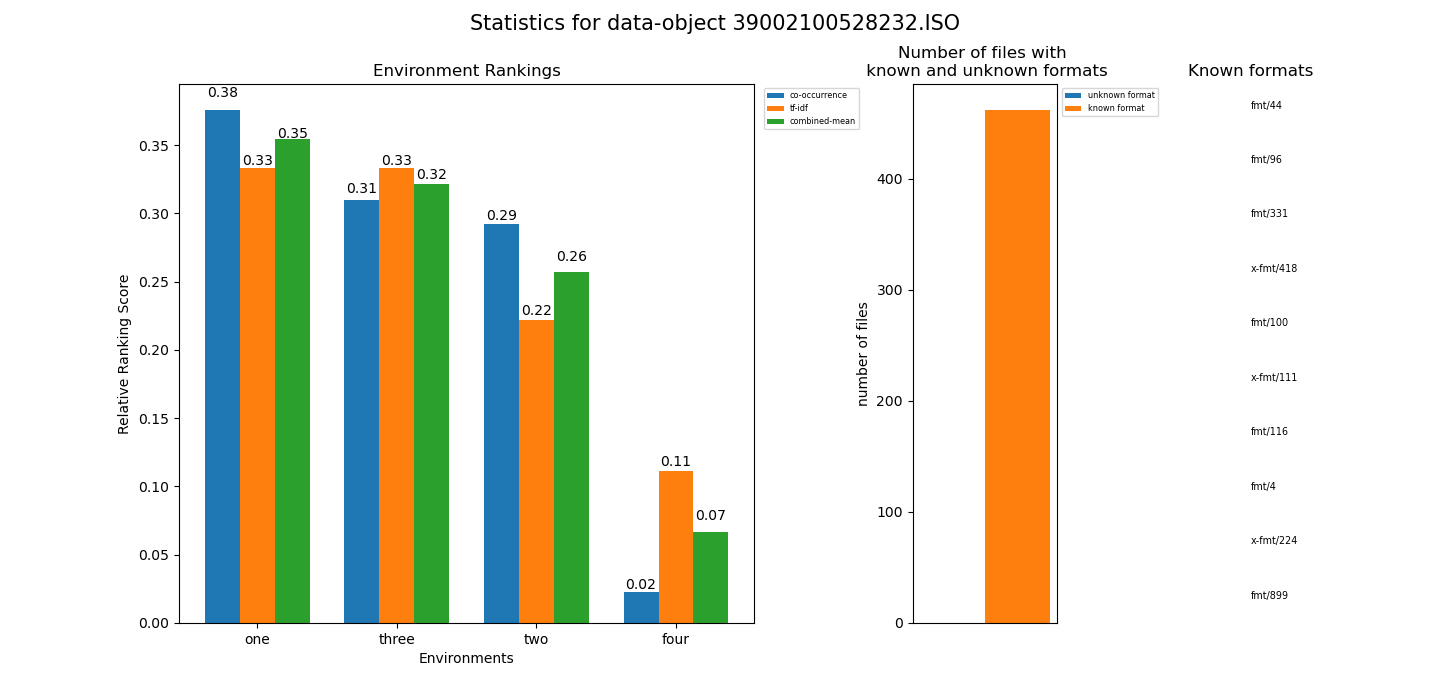 Statistics for data-object 39002100528232.ISO
Environment Rankings
0.38
0.33
0.35
0.31
0.33
0.32
0.29
0.22
0.26
0.02
0.11
0.07
0.35
0.30
0.25
0.20
0.15
0.10
0.05
0.00
Relative Ranking Score
one
three
two
four
Environments
co-occurrence
tf-idf
combined-mean
Number of files with
known and unknown formats
400
300
200
100
0
number of files
unknown format
known format
Known formats
fmt/44
fmt/96
fmt/331
x-fmt/418
fmt/100
x-fmt/111
fmt/116
fmt/4
x-fmt/224
fmt/899